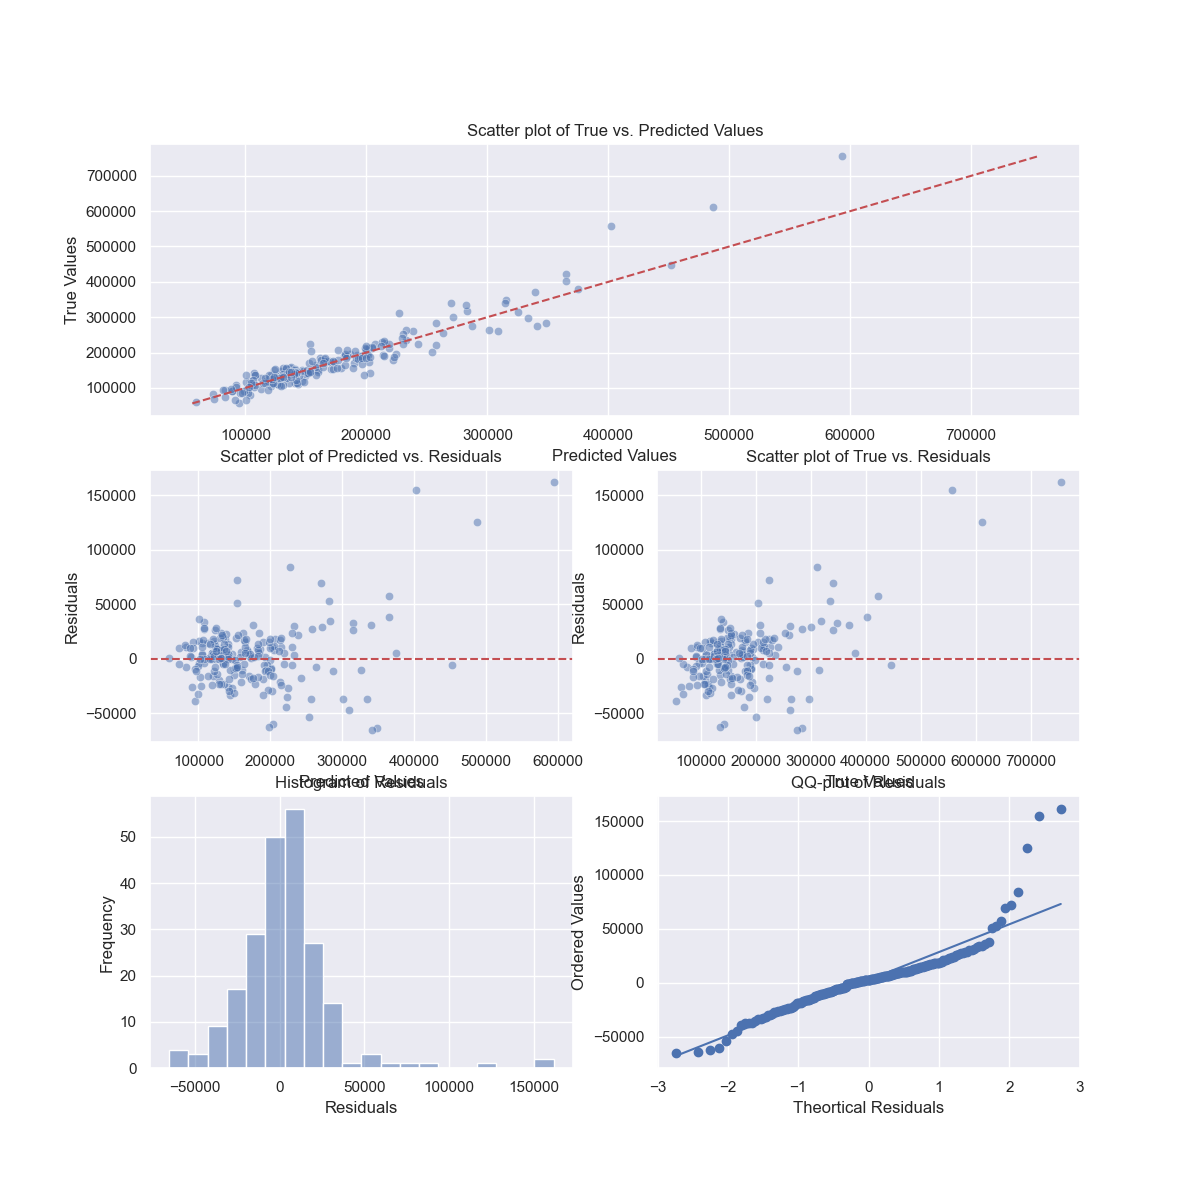 Scatter plot of True vs. Predicted Values
True Values
700000
600000
500000
400000
300000
200000
100000
100000 200000 300000 400000 500000 600000 700000
Predicted Values
Scatter plot of Predicted vs. Residuals
Residuals
150000
100000
50000
0
−50000
100000 200000 300000 400000 500000 600000
Predicted Values
Scatter plot of True vs. Residuals
Residuals
150000
100000
50000
0
−50000
100000 200000 300000 400000 500000 600000 700000
True Values
Histogram of Residuals
Frequency
50
40
30
20
10
0
−50000 0 50000 100000 150000
Residuals
QQ-plot of Residuals
Ordered Values
150000
100000
50000
0
−50000
−3 −2 −1 0 1 2 3
Theortical Residuals